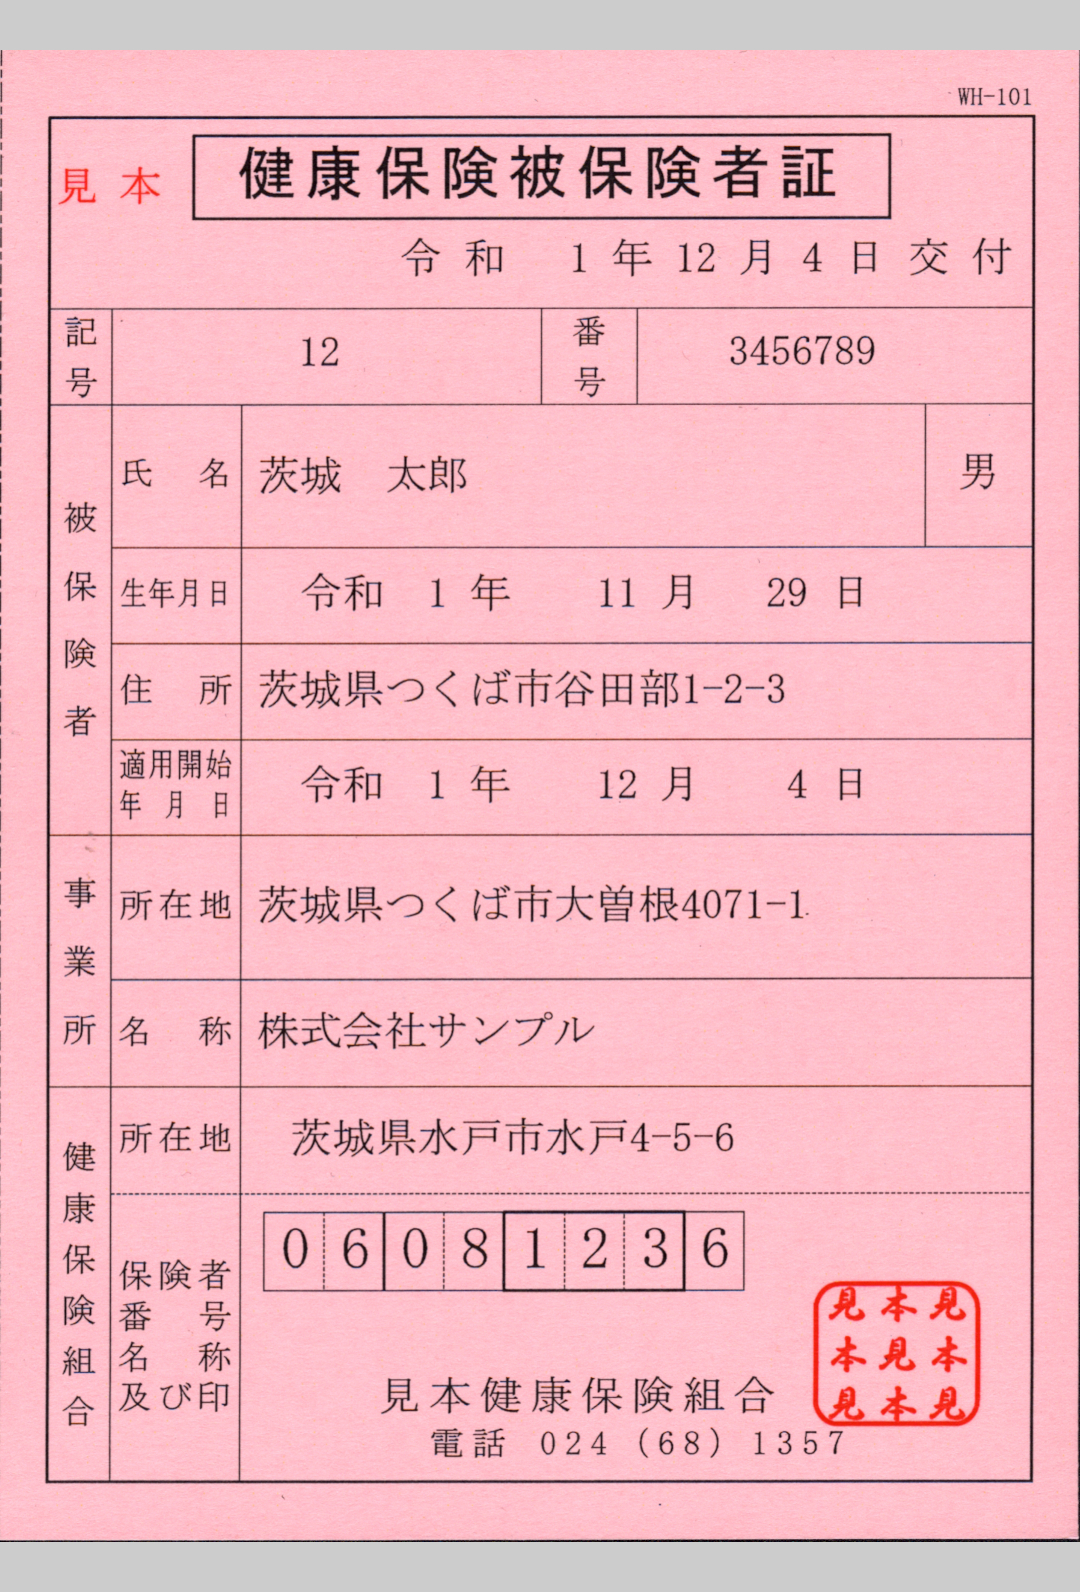 WH-101
見本 健康保険被保険者証
令和 1年12月4日交付
記号 12 番号 3456789
被保険者
氏名 茨城 太郎 男
生年月日 令和 1年 11月 29日
住所 茨城県つくば市谷田部1-2-3
適用開始年月日 令和 1年 12月 4日
事業所
所在地 茨城県つくば市大曽根4071-1
名称 株式会社サンプル
健康保険組合
所在地 茨城県水戸市水戸4-5-6
保険者番号名称及び印
06081236
見本健康保険組合
電話 024(68)1357
見本見
本見本
見本見